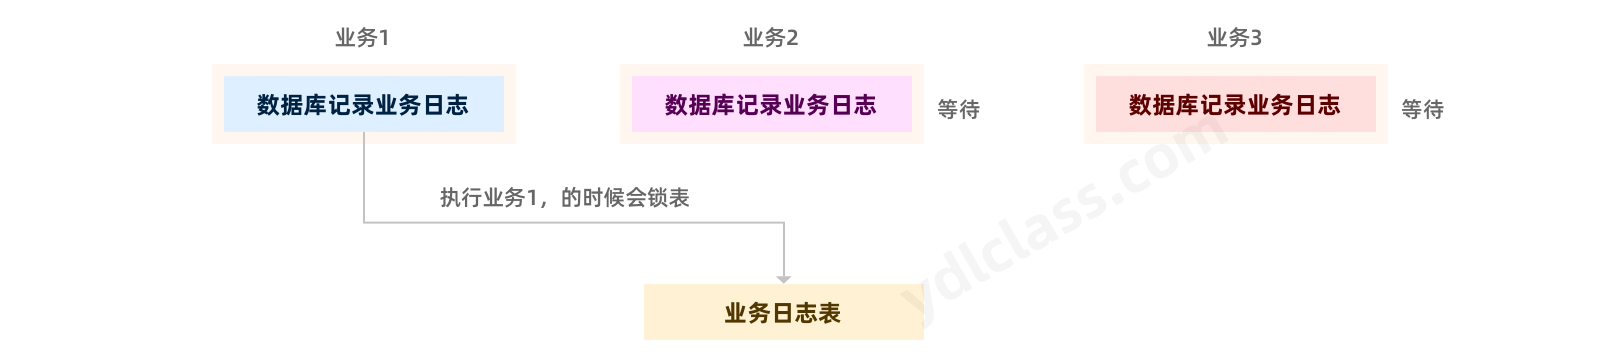 业务1
业务2
业务3
数据库记录业务日志
数据库记录业务日志
等待
数据库记录业务日志
等待
执行业务1，的时候会锁表
业务日志表
ydlclass.com